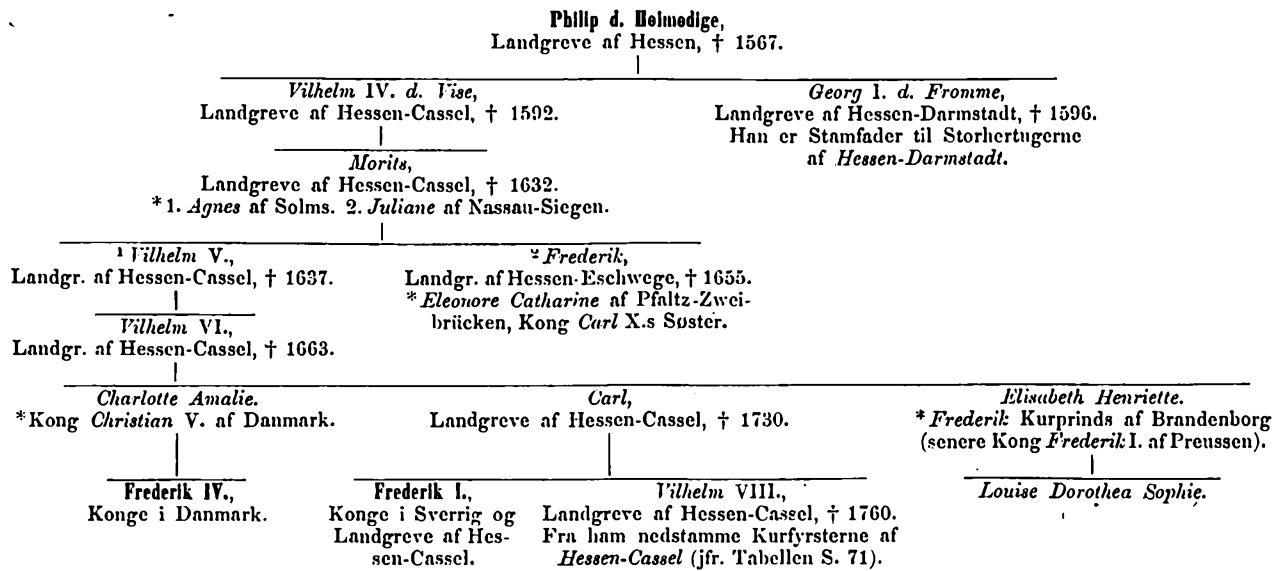 Philip d. Høimodige,
Landgreve af Hessen, † 1567.
Vilhelm IV. d. Vise,
Landgreve af Hessen-Cassel, † 1592.
Georg I. d. Fromme,
Landgreve af Hessen-Darmstadt, † 1596.
Han er Stamfader til Storhertugerne
af Hessen-Darmstadt.
Morits,
Landgreve af Hessen-Cassel, † 1632.
*1. Agnes af Solms. 2. Juliane af Nassau-Siegen.
¹ Vilhelm V.,
Landgr. af Hessen-Cassel, † 1637.
² Frederik,
Landgr. af Hessen-Eschwege, † 1655.
* Eleonore Catharine af Pfaltz-Zwei-
brücken, Kong Carl X.s Søster.
Vilhelm VI.,
Landgr. af Hessen-Cassel, † 1663.
Charlotte Amalie.
*Kong Christian V. af Danmark.
Carl,
Landgreve af Hessen-Cassel, † 1730.
Elisabeth Henriette.
* Frederik Kurprinds af Brandenborg
(senere Kong Frederik I. af Preussen).
Frederik IV.,
Konge i Danmark.
Frederik I.,
Konge i Sverrig og
Landgreve af Hes-
sen-Cassel.
Vilhelm VIII.,
Landgreve af Hessen-Cassel, † 1760.
Fra ham nedstamme Kurfyrsterne af
Hessen-Cassel (jfr. Tabellen S. 71).
Louise Dorothea Sophie.